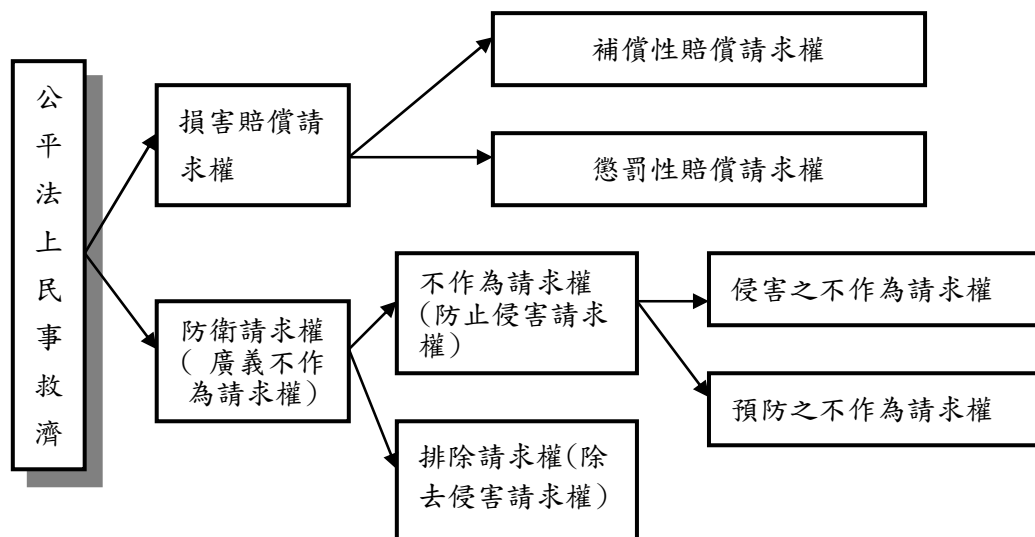 公平法上民事救濟
損害賠償請
求權
補償性賠償請求權
懲罰性賠償請求權
防衛請求權
( 廣義不作
為請求權)
不作為請求權
(防止侵害請求
權)
侵害之不作為請求權
預防之不作為請求權
排除請求權(除
去侵害請求權)